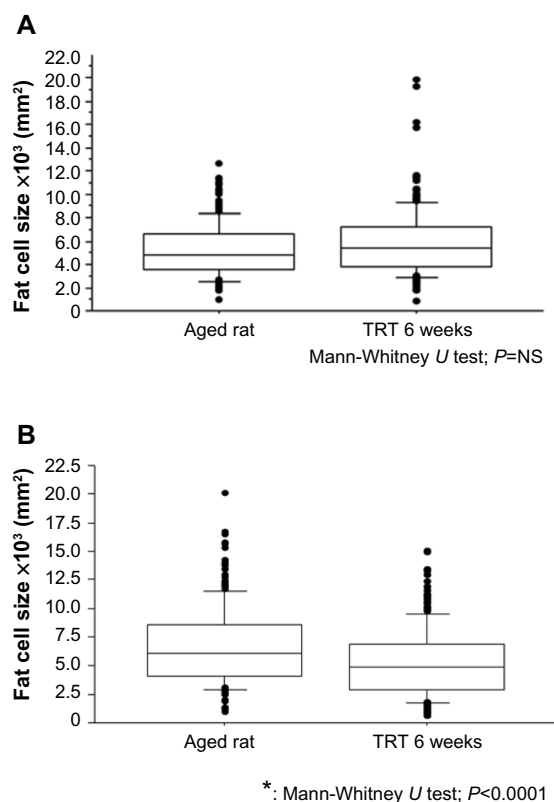 A
Fat cell size ×10³ (mm²)
22.0
20.0
18.0
16.0
14.0
12.0
10.0
8.0
6.0
4.0
2.0
0
Aged rat TRT 6 weeks
Mann-Whitney U test; P=NS
B
Fat cell size ×10³ (mm²)
22.5
20.0
17.5
15.0
12.5
10.0
7.5
5.0
2.5
0
Aged rat TRT 6 weeks
*: Mann-Whitney U test; P<0.0001